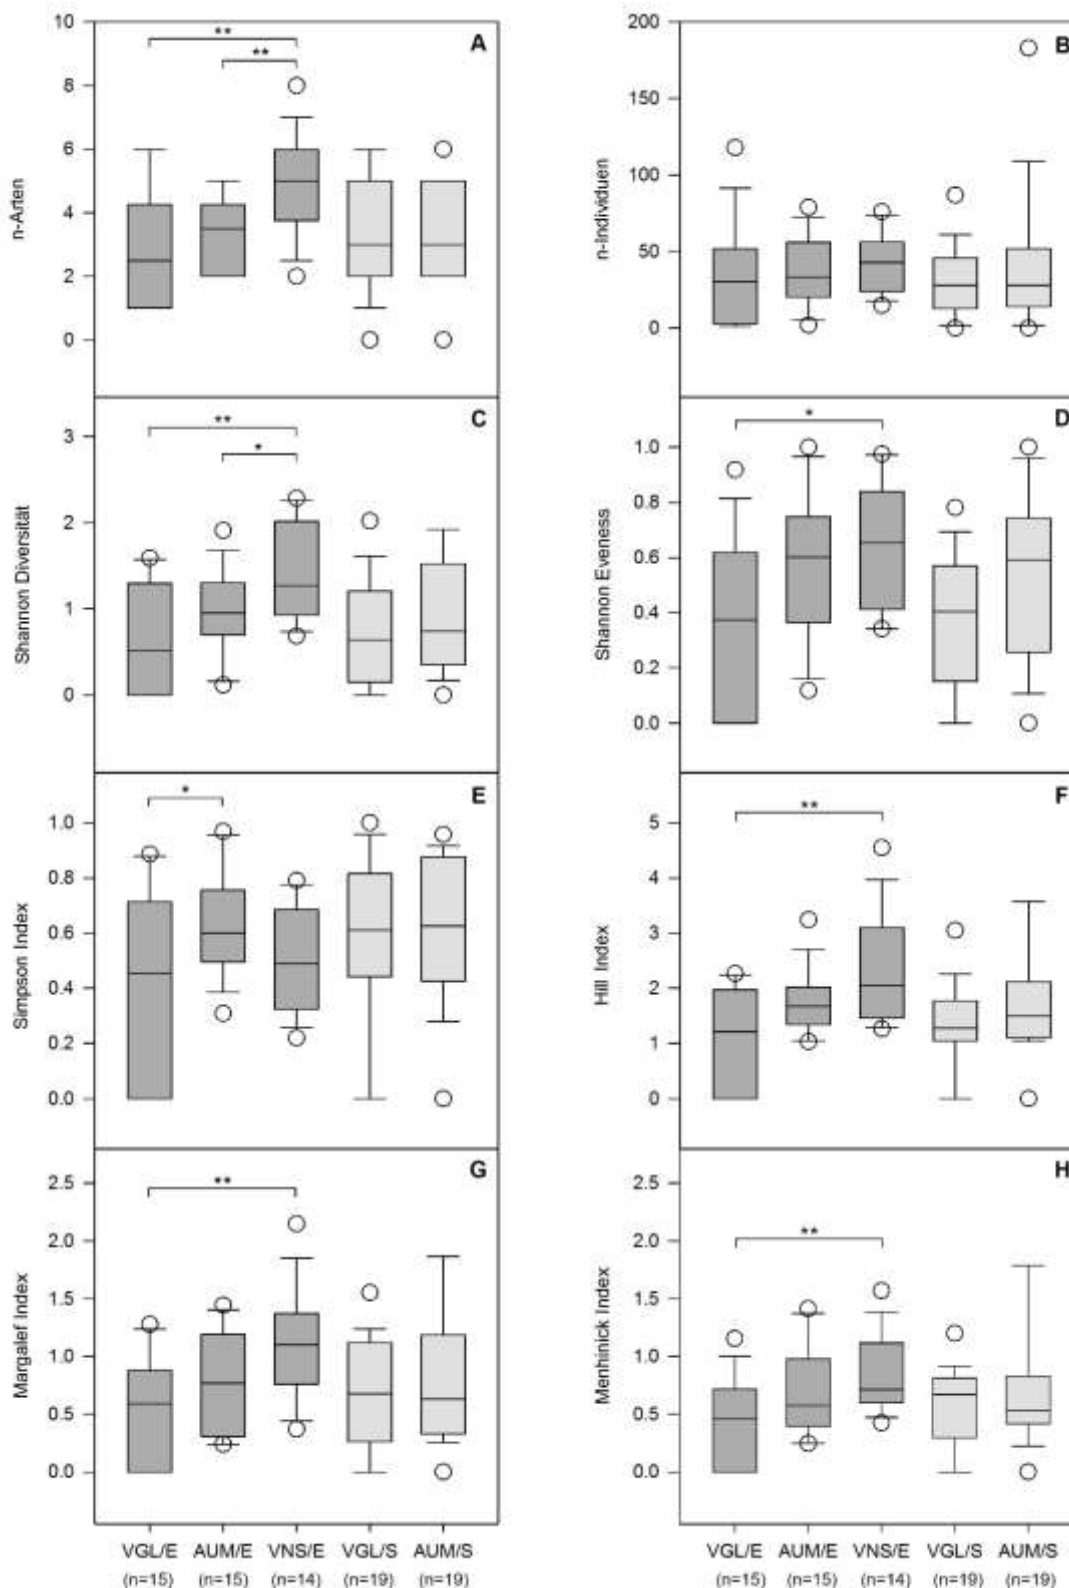 A
n-Arten
10
8
6
4
2
0
**
**
B
n-Individuen
200
150
100
50
0
C
Shannon Diversität
3
2
1
0
**
*
D
Shannon Eveness
1.0
0.8
0.6
0.4
0.2
0.0
*
E
Simpson Index
1.0
0.8
0.6
0.4
0.2
0.0
*
F
Hill Index
5
4
3
2
1
0
**
G
Margalef Index
2.5
2.0
1.5
1.0
0.5
0.0
**
H
Menhinick Index
2.5
2.0
1.5
1.0
0.5
0.0
**
VGL/E AUM/E VNS/E VGL/S AUM/S
(n=15) (n=15) (n=14) (n=19) (n=19)
VGL/E AUM/E VNS/E VGL/S AUM/S
(n=15) (n=15) (n=14) (n=19) (n=19)